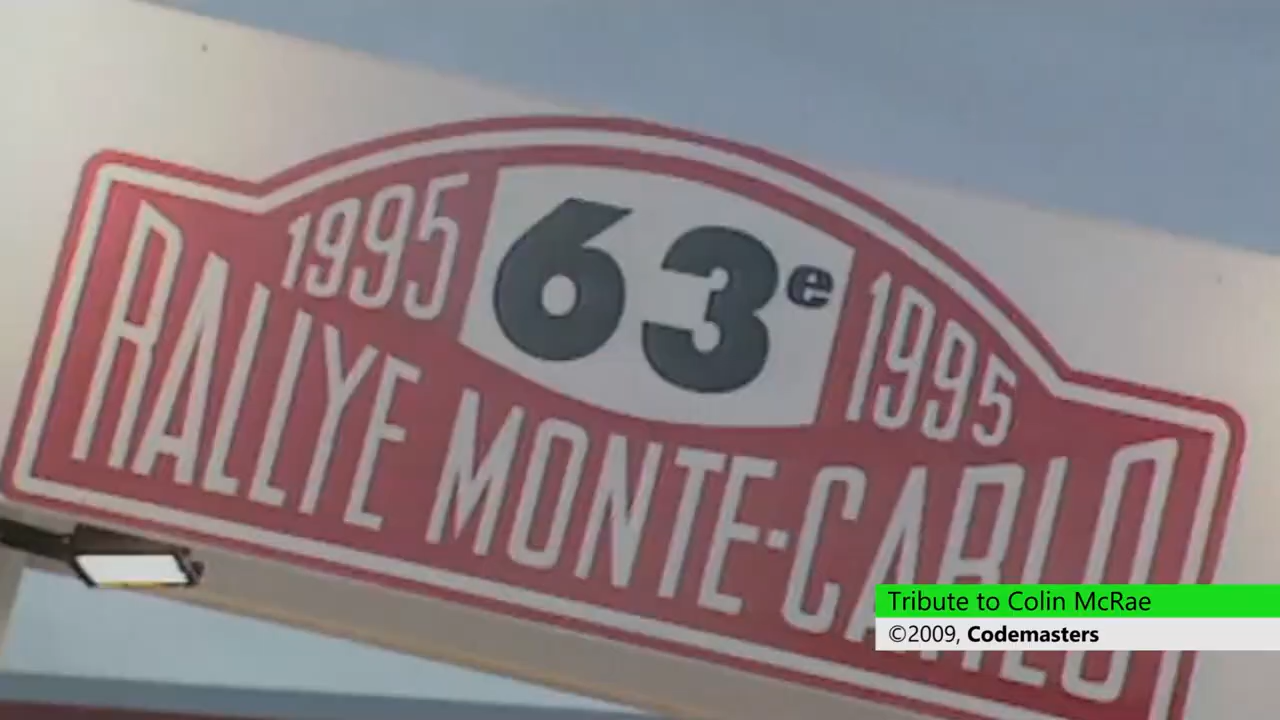 1995 63e 1995
RALLYE MONTE-CARLO
Tribute to Colin McRae
©2009, Codemasters